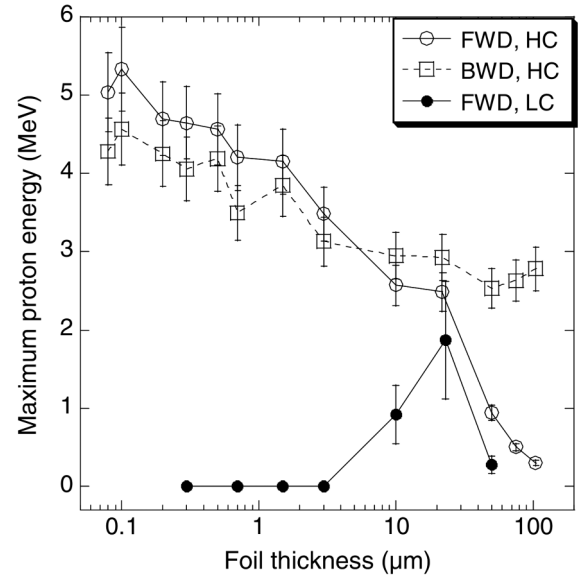 6
5
4
3
2
1
0
Maximum proton energy (MeV)
FWD, HC
BWD, HC
FWD, LC
0.1
1
10
100
Foil thickness (µm)